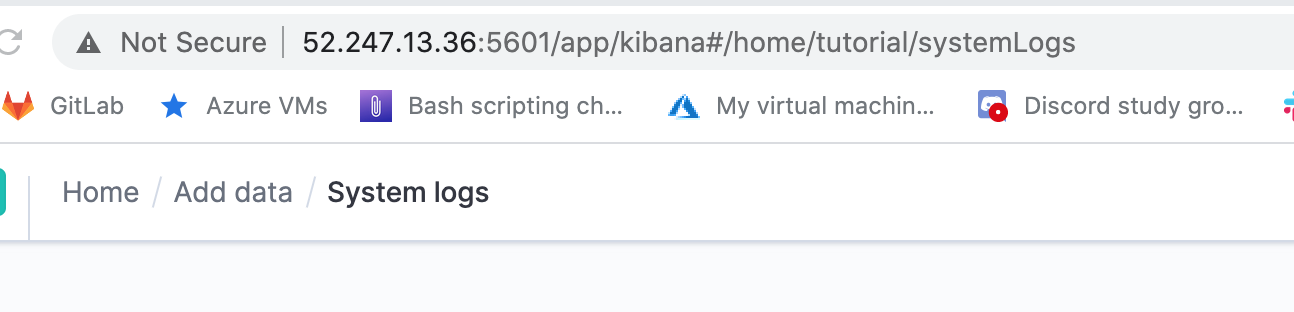 Not Secure 52.247.13.36:5601/app/kibana#/home/tutorial/systemLogs
GitLab Azure VMs Bash scripting ch... My virtual machin... Discord study gro...
Home / Add data / System logs